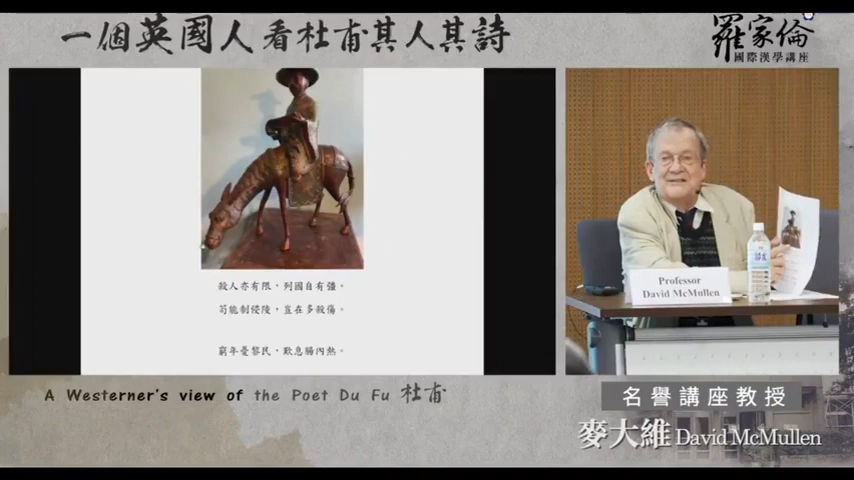 一個英國人看杜甫其人其詩
羅家倫
國際漢學講座
殺人亦有限，列國自有疆。
苟能制侵陵，豈在多殺傷。
窮年憂黎民，歎息腸內熱。
Professor
David McMullen
A Westerner's view of the Poet Du Fu 杜甫
名譽講座教授
麥大維 David McMullen